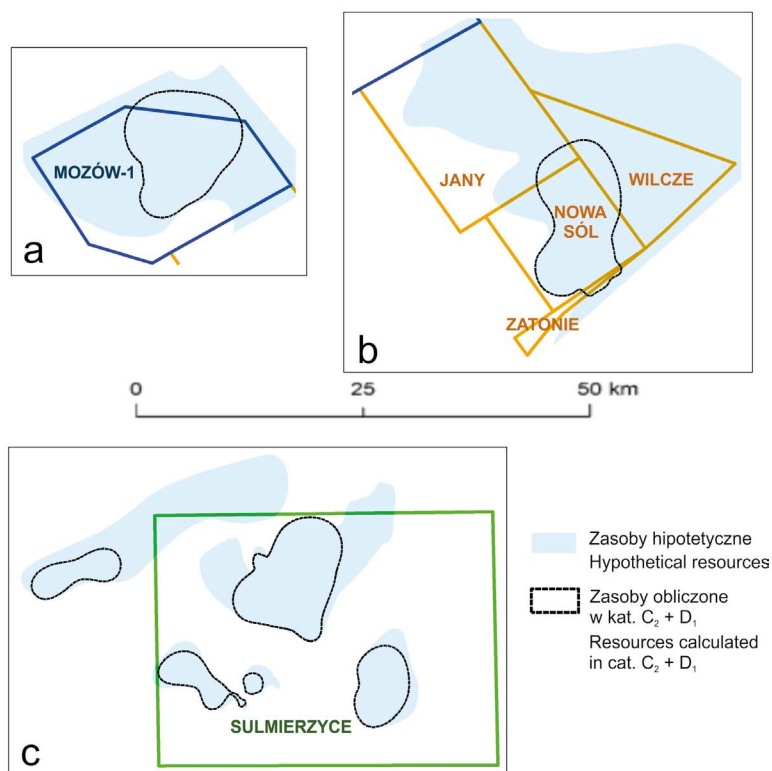 MOZÓW-1
a
JANY
WILCZE
NOWA
SÓL
ZATONIE
b
0 25 50 km
SULMIERZYCE
c
Zasoby hipotetyczne
Hypothetical resources
Zasoby obliczone
w kat. C₂ + D₁
Resources calculated
in cat. C₂ + D₁